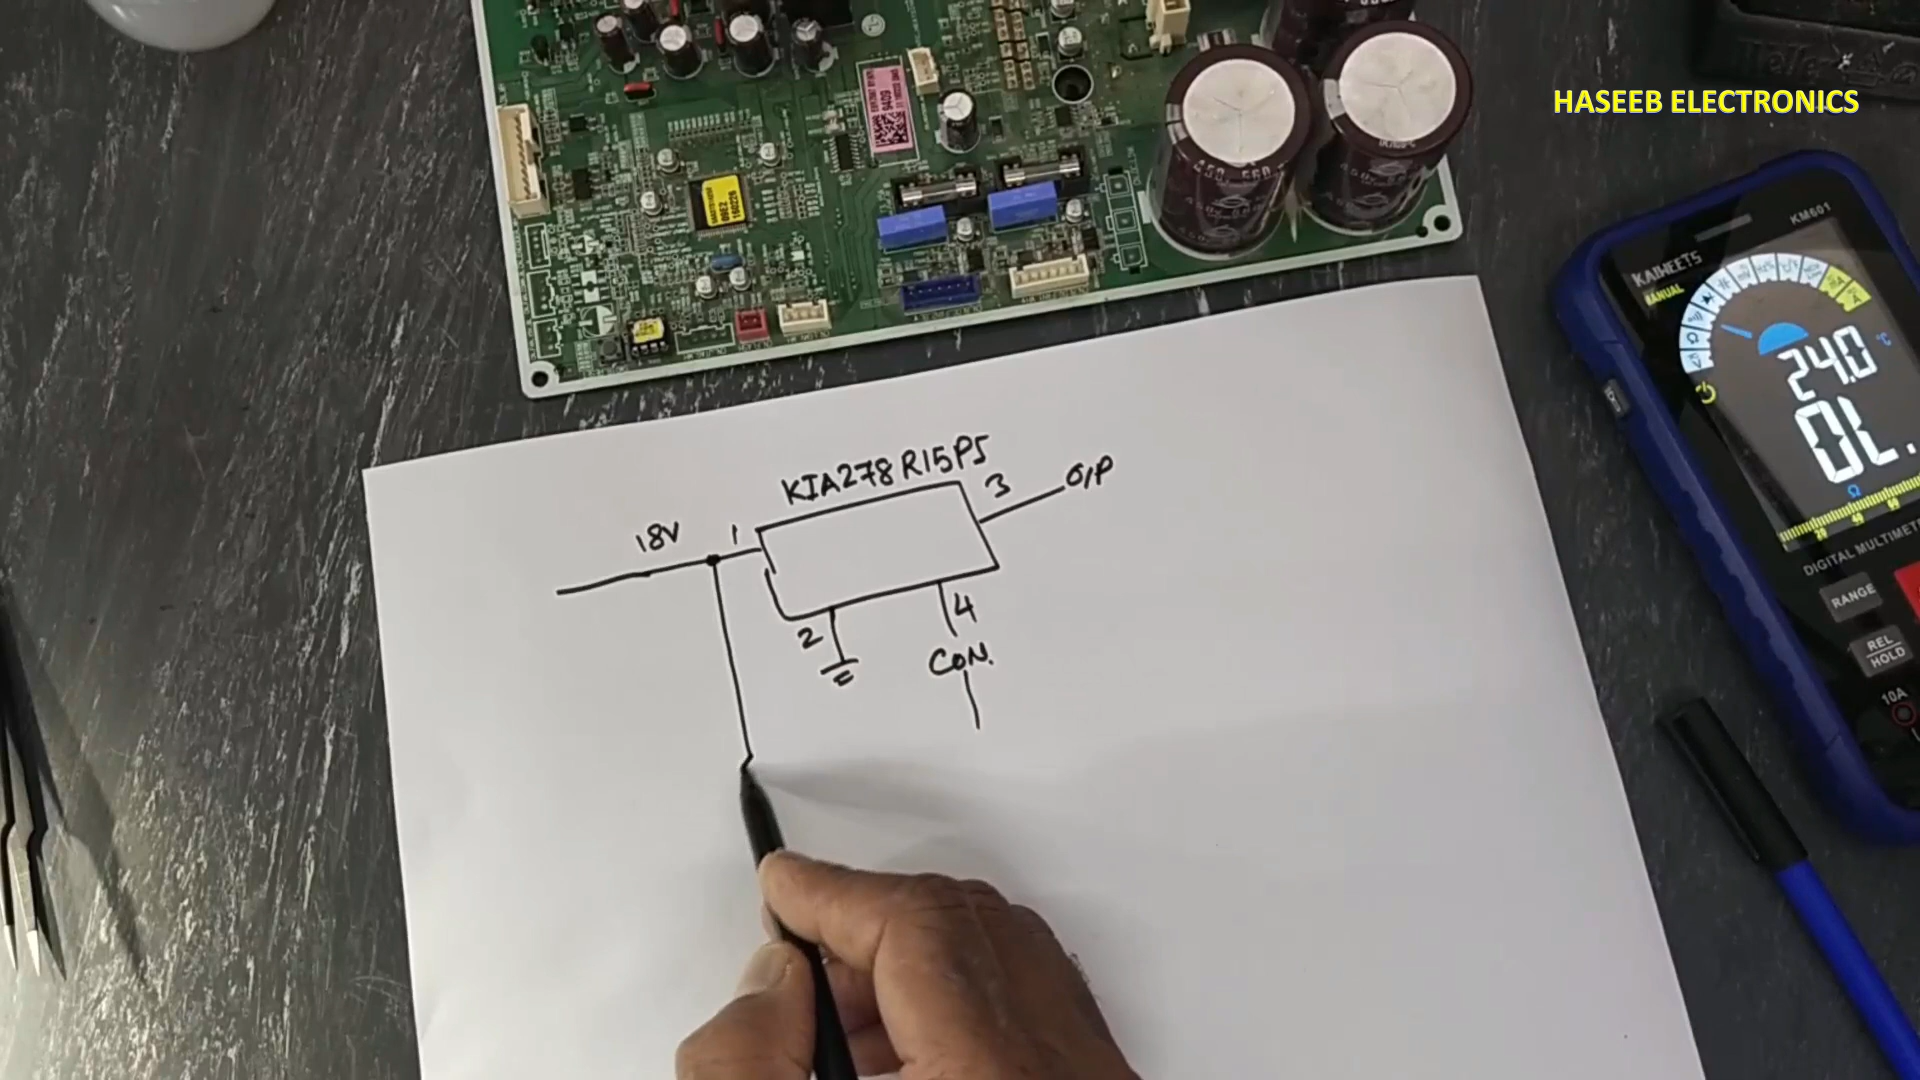 HASEEB ELECTRONICS
KM601
KAIWEETS
MANUAL
24.0 °C
OL.
Ω
DIGITAL MULTIMETER
RANGE
REL/HOLD
10A
9409
KIA278R15PS
18V
1
3
O/P
2
4
CON.